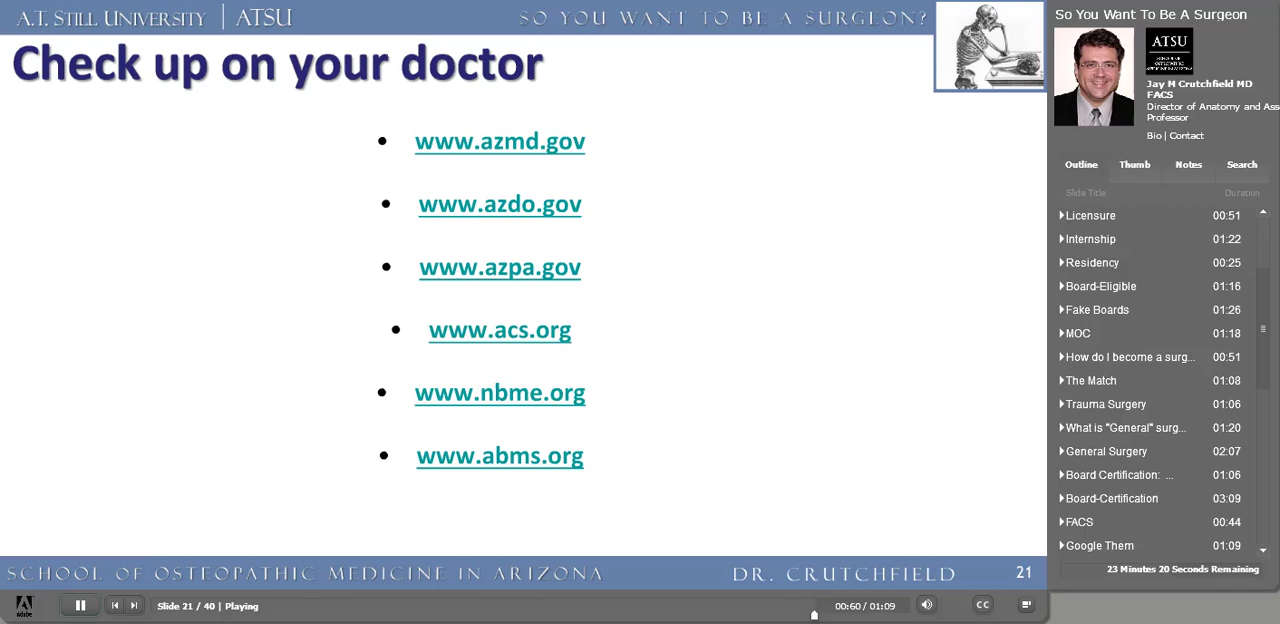 A.T. STILL UNIVERSITY | ATSU
SO YOU WANT TO BE A SURGEON?
Check up on your doctor
• www.azmd.gov
• www.azdo.gov
• www.azpa.gov
• www.acs.org
• www.nbme.org
• www.abms.org
SCHOOL OF OSTEOPATHIC MEDICINE IN ARIZONA
DR. CRUTCHFIELD
21
Adobe
Slide 21 / 40 | Playing
00:60 / 01:09
CC
So You Want To Be A Surgeon
ATSU
Jay M Crutchfield MD
FACS
Director of Anatomy and Ass
Professor
Bio | Contact
Outline Thumb Notes Search
Slide Title Duration
Licensure 00:51
Internship 01:22
Residency 00:25
Board-Eligible 01:16
Fake Boards 01:26
MOC 01:18
How do I become a surg... 00:51
The Match 01:08
Trauma Surgery 01:06
What is "General" surg... 01:20
General Surgery 02:07
Board Certification: ... 01:06
Board-Certification 03:09
FACS 00:44
Google Them 01:09
23 Minutes 20 Seconds Remaining